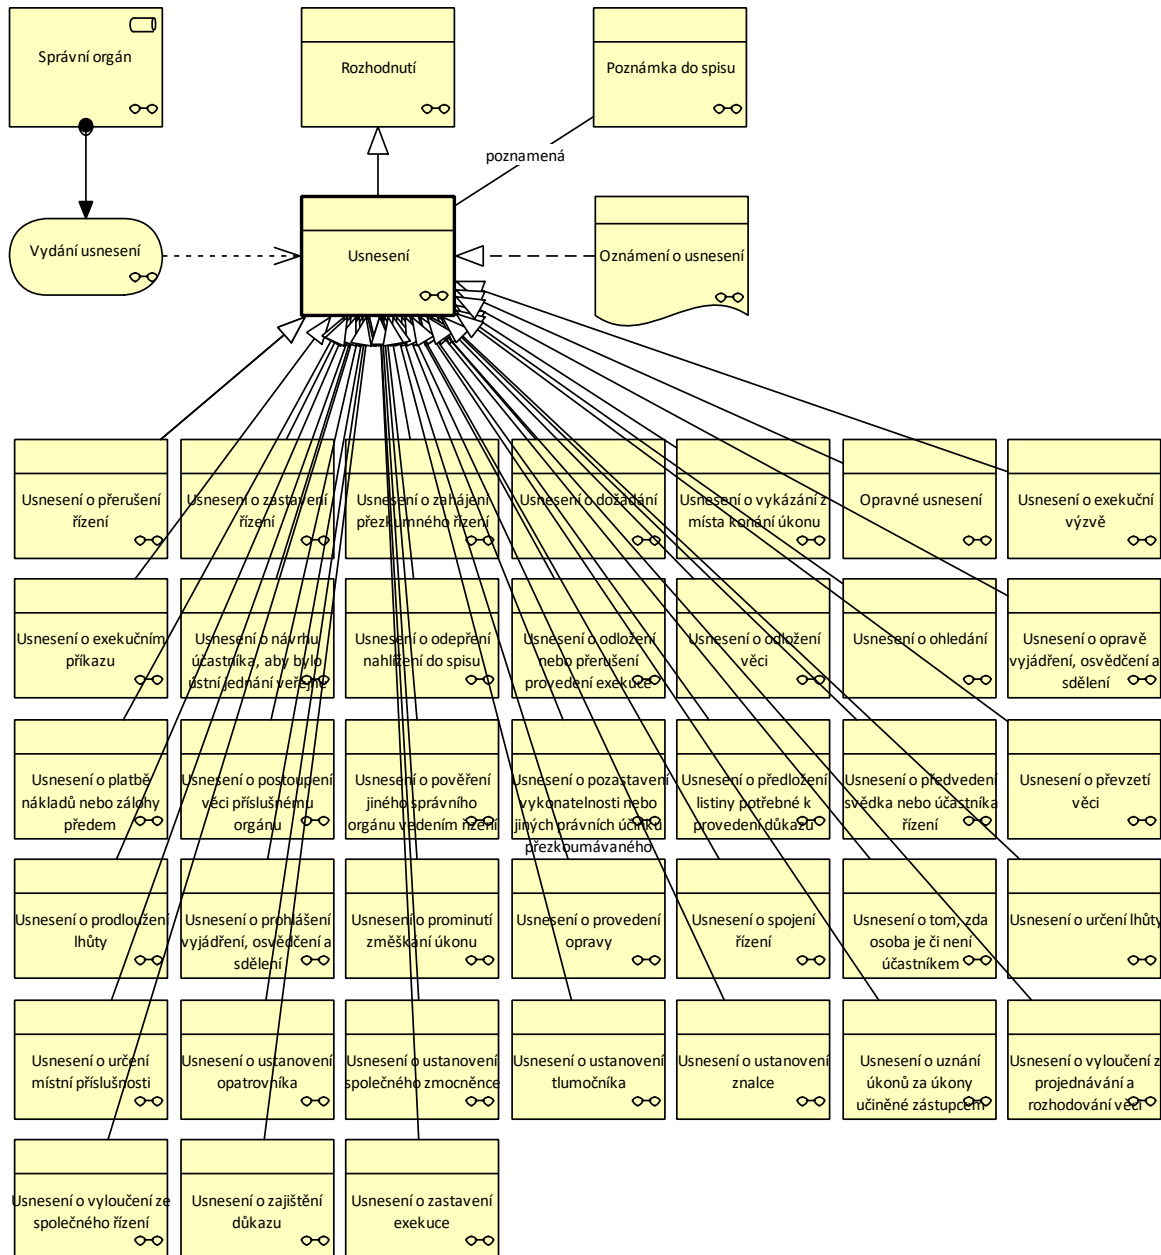 Správní orgán
Rozhodnutí
Poznámka do spisu
poznamená
Vydání usnesení
Usnesení
Oznámení o usnesení
Usnesení o přerušení
řízení
Usnesení o zastavení
řízení
Usnesení o zahájení
přezkumného řízení
Usnesení o dožádání
Usnesení o vykázání z
místa konání úkonu
Opravné usnesení
Usnesení o exekuční
výzvě
Usnesení o exekučním
příkazu
Usnesení o návrhu
účastníka, aby bylo
ústní jednání veřejné
Usnesení o odepření
nahlížení do spisu
Usnesení o odložení
nebo přerušení
provedení exekuce
Usnesení o odložení
věci
Usnesení o ohledání
Usnesení o opravě
vyjádření, osvědčení a
sdělení
Usnesení o platbě
nákladů nebo zálohy
předem
Usnesení o postoupení
věci příslušnému
orgánu
Usnesení o pověření
jiného správního
orgánu vedením řízení
Usnesení o pozastavení
vykonatelnosti nebo
jiných právních účinků
přezkoumávaného
Usnesení o předložení
listiny potřebné k
provedení důkazu
Usnesení o předvedení
svědka nebo účastníka
řízení
Usnesení o převzetí
věci
Usnesení o prodloužení
lhůty
Usnesení o prohlášení
vyjádření, osvědčení a
sdělení
Usnesení o prominutí
změškání úkonu
Usnesení o provedení
opravy
Usnesení o spojení
řízení
Usnesení o tom, zda
osoba je či není
účastníkem
Usnesení o určení lhůty
Usnesení o určení
místní příslušnosti
Usnesení o ustanovení
opatrovníka
Usnesení o ustanovení
společného zmocněnce
Usnesení o ustanovení
tlumočníka
Usnesení o ustanovení
znalce
Usnesení o uznání
úkonů za úkony
učiněné zástupcem
Usnesení o vyloučení z
projednávání a
rozhodování věci
Usnesení o vyloučení ze
společného řízení
Usnesení o zajištění
důkazu
Usnesení o zastavení
exekuce